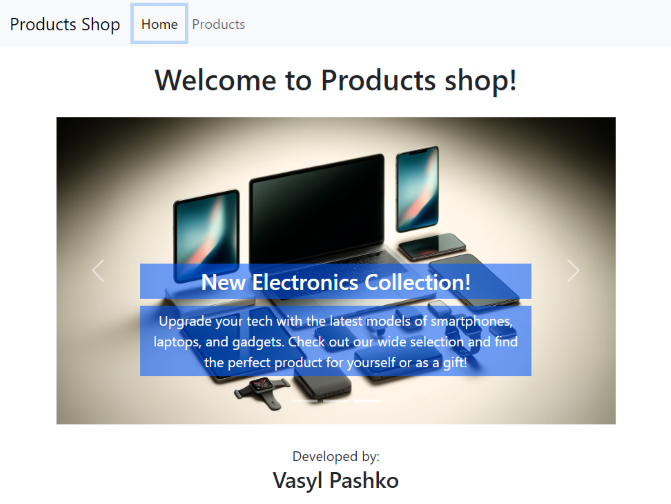 Products Shop Home Products
Welcome to Products shop!
New Electronics Collection!
Upgrade your tech with the latest models of smartphones,
laptops, and gadgets. Check out our wide selection and find
the perfect product for yourself or as a gift!
Developed by:
Vasyl Pashko